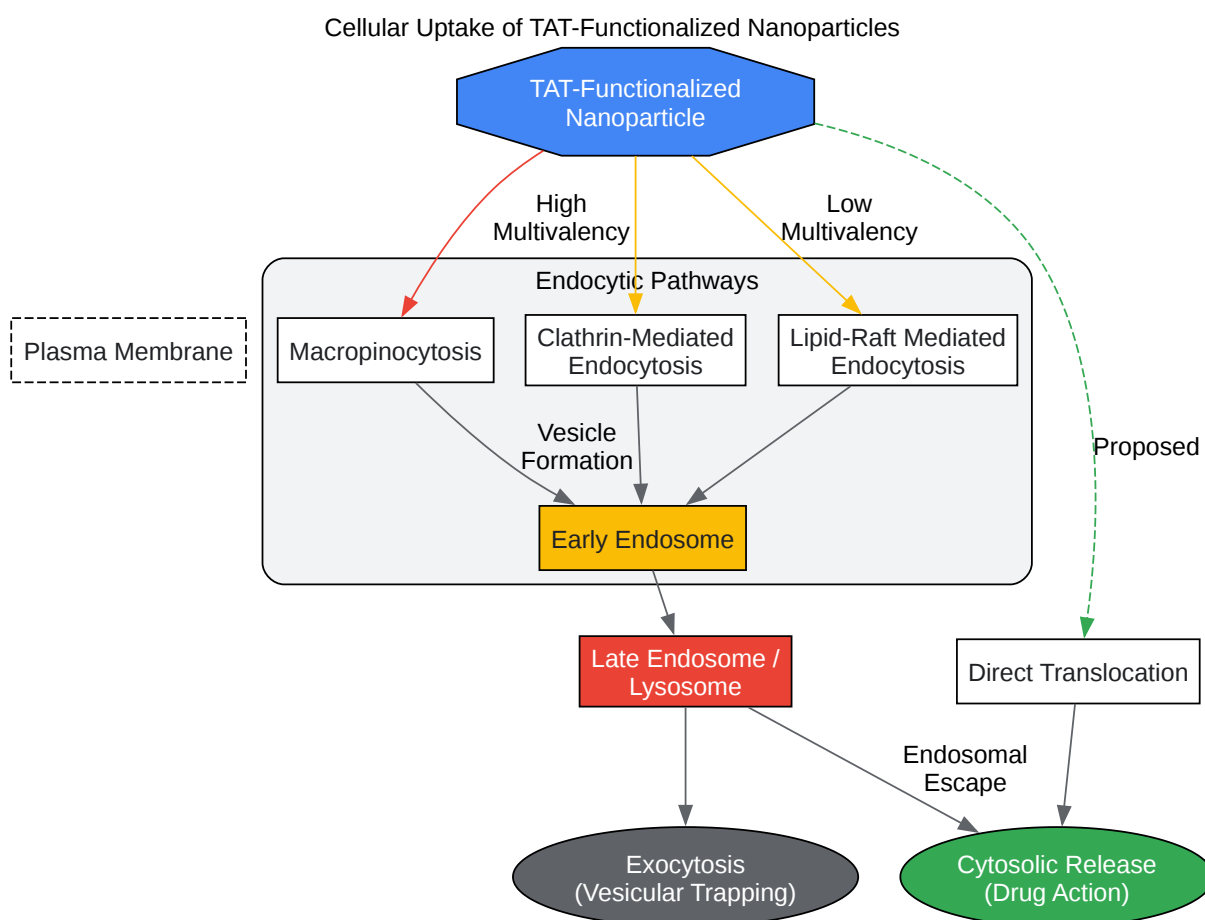 Cellular Uptake of TAT-Functionalized Nanoparticles
TAT-Functionalized
Nanoparticle
High
Multivalency
Low
Multivalency
Endocytic Pathways
Plasma Membrane
Macropinocytosis
Clathrin-Mediated
Endocytosis
Lipid-Raft Mediated
Endocytosis
Vesicle
Formation
Proposed
Early Endosome
Late Endosome /
Lysosome
Direct Translocation
Endosomal
Escape
Exocytosis
(Vesicular Trapping)
Cytosolic Release
(Drug Action)